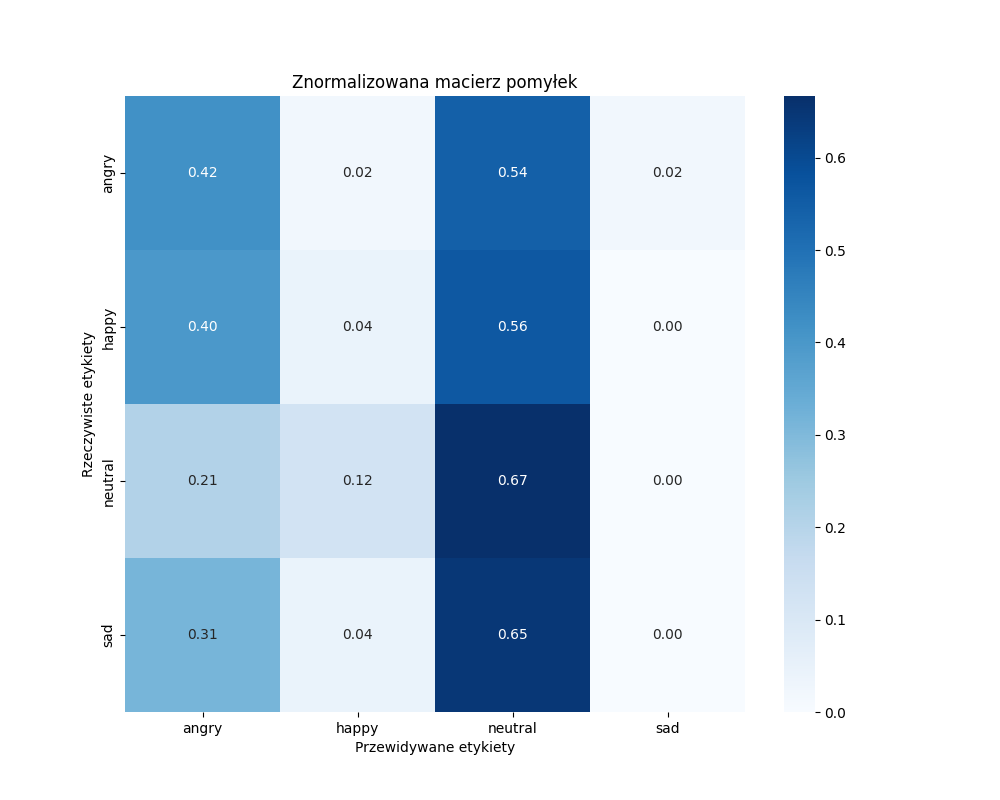 Znormalizowana macierz pomyłek
Rzeczywiste etykiety
angry
0.42
0.02
0.54
0.02
happy
0.40
0.04
0.56
0.00
neutral
0.21
0.12
0.67
0.00
sad
0.31
0.04
0.65
0.00
angry
happy
neutral
sad
Przewidywane etykiety
0.6
0.5
0.4
0.3
0.2
0.1
0.0